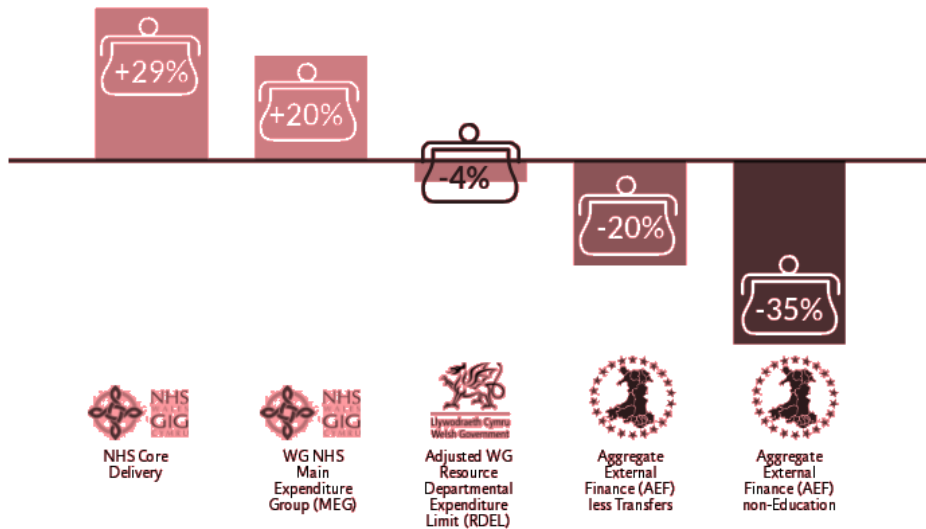 +29%
+20%
-4%
-20%
-35%
NHS
GIG
CYMRU
NHS Core
Delivery
NHS
GIG
CYMRU
WG NHS
Main
Expenditure
Group (MEG)
Llywodraeth Cymru
Welsh Government
Adjusted WG
Resource
Departmental
Expenditure
Limit (RDEL)
Aggregate
External
Finance (AEF)
less Transfers
Aggregate
External
Finance (AEF)
non-Education